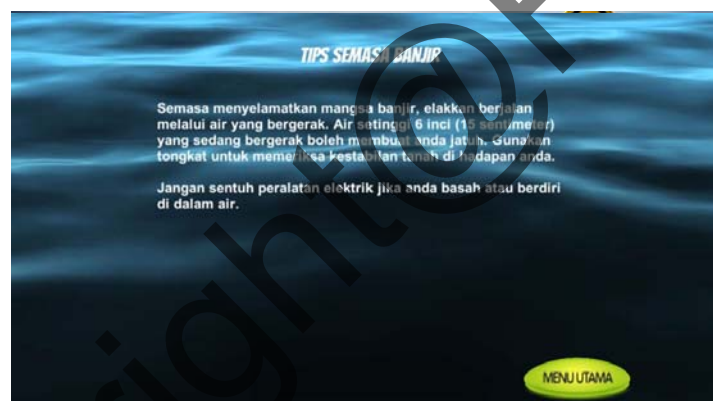 TIPS SEMASA BANJIR
Semasa menyelamatkan mangsa banjir, elakkan berjalan
melalui air yang bergerak. Air setinggi 6 inci (15 sentimeter)
yang sedang bergerak boleh membuat anda jatuh. Gunakan
tongkat untuk memeriksa kestabilan tanah di hadapan anda.
Jangan sentuh peralatan elektrik jika anda basah atau berdiri
di dalam air.
MENU UTAMA